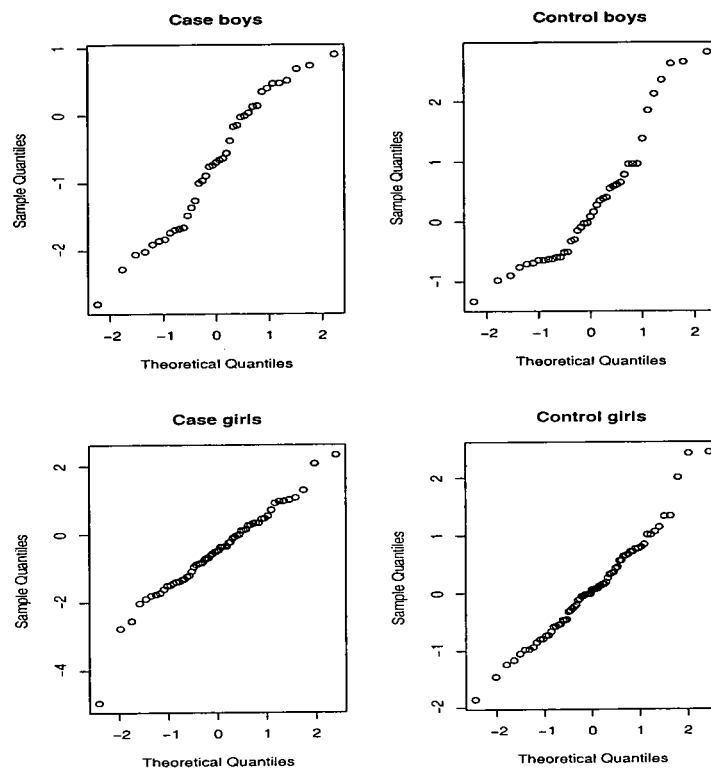 Case boys
Sample Quantiles
1
0
−1
−2
−2 −1 0 1 2
Theoretical Quantiles
Control boys
Sample Quantiles
2
1
0
−1
−2 −1 0 1 2
Theoretical Quantiles
Case girls
Sample Quantiles
2
0
−2
−4
−2 −1 0 1 2
Theoretical Quantiles
Control girls
Sample Quantiles
2
1
0
−1
−2
−2 −1 0 1 2
Theoretical Quantiles